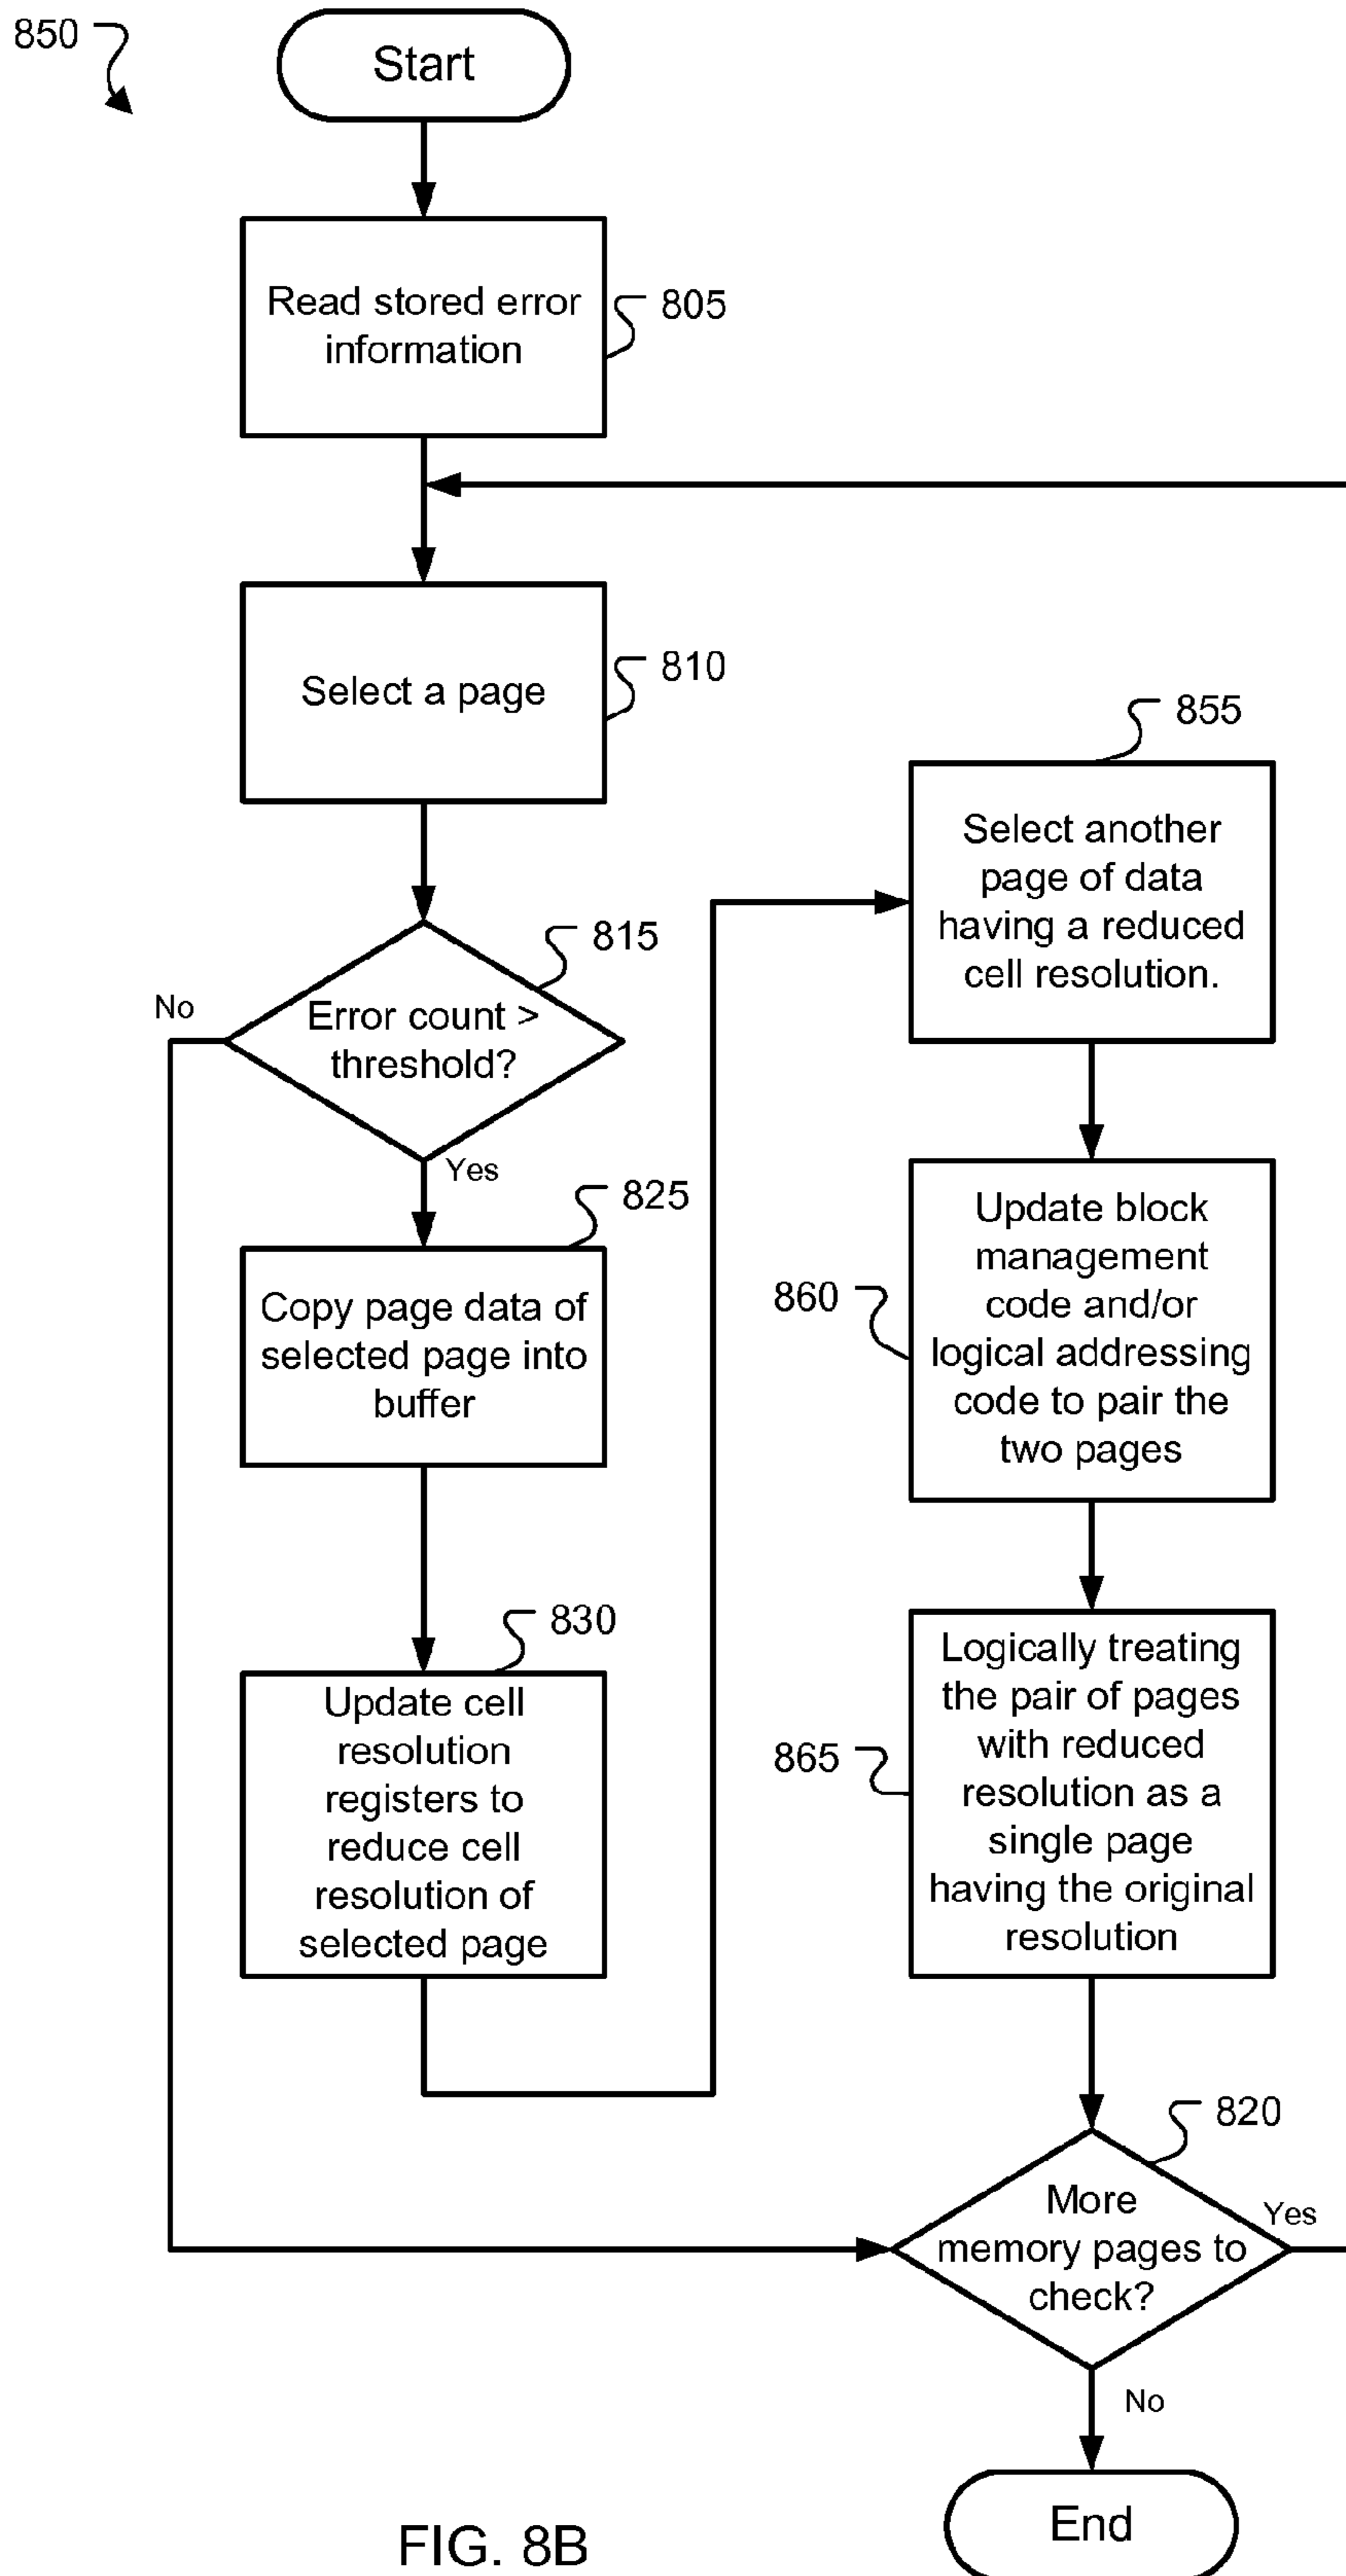 850
Start
Read stored error
information
805
Select a page
810
815
Error count >
threshold?
No
Yes
825
Copy page data of
selected page into
buffer
830
Update cell
resolution
registers to
reduce cell
resolution of
selected page
855
Select another
page of data
having a reduced
cell resolution.
860
Update block
management
code and/or
logical addressing
code to pair the
two pages
865
Logically treating
the pair of pages
with reduced
resolution as a
single page
having the original
resolution
820
More
memory pages to
check?
Yes
No
End
FIG. 8B